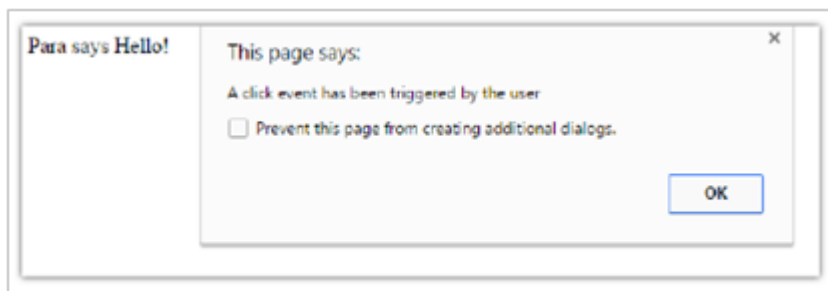 Para says Hello!
This page says:
A click event has been triggered by the user
Prevent this page from creating additional dialogs.
OK